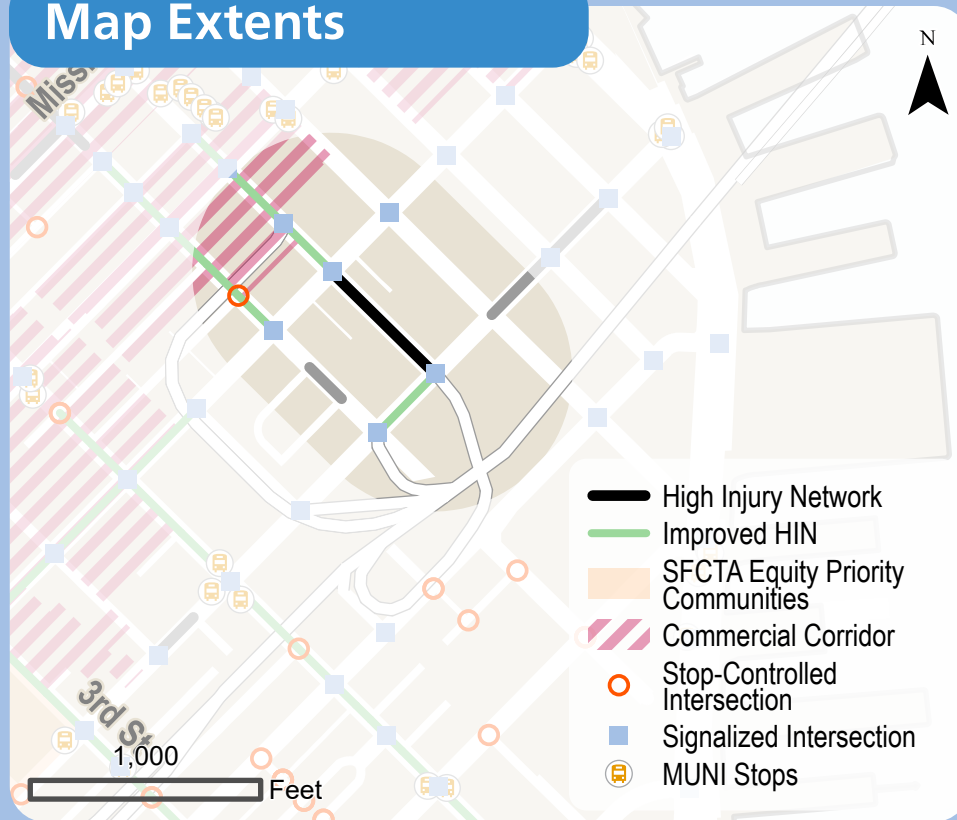 Map Extents
N
High Injury Network
Improved HIN
SFCTA Equity Priority
Communities
Commercial Corridor
Stop-Controlled
Intersection
Signalized Intersection
MUNI Stops
3rd St
1,000
Feet